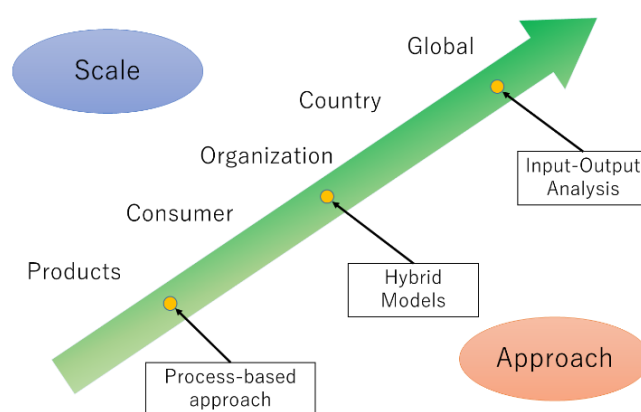 Scale
Global
Country
Organization
Consumer
Products
Input-Output
Analysis
Hybrid
Models
Process-based
approach
Approach